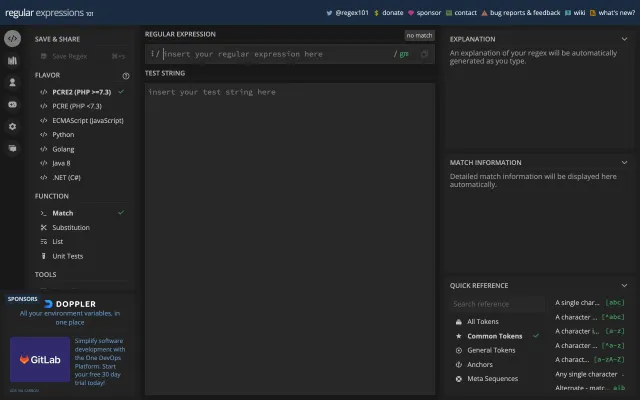 regular expressions 101
@regex101
donate
sponsor
contact
bug reports & feedback
wiki
what's new?
SAVE & SHARE
Save Regex
⌘+s
FLAVOR
</> PCRE2 (PHP >=7.3)
</> PCRE (PHP <7.3)
</> ECMAScript (JavaScript)
</> Python
</> Golang
</> Java 8
</> .NET (C#)
FUNCTION
Match
Substitution
List
Unit Tests
TOOLS
SPONSORS
DOPPLER
All your environment variables, in
one place
GitLab
Simplify software
development with
the One DevOps
Platform. Start
your free 30 day
trial today!
REGULAR EXPRESSION
no match
/ insert your regular expression here / gm
TEST STRING
insert your test string here
EXPLANATION
An explanation of your regex will be automatically
generated as you type.
MATCH INFORMATION
Detailed match information will be displayed here
automatically.
QUICK REFERENCE
Search reference
All Tokens
Common Tokens
General Tokens
Anchors
Meta Sequences
A single char... [abc]
A character ... [^abc]
A character i... [a-z]
A character ... [^a-z]
A charact... [a-zA-Z]
Any single character .
Alternate - matr... a|b